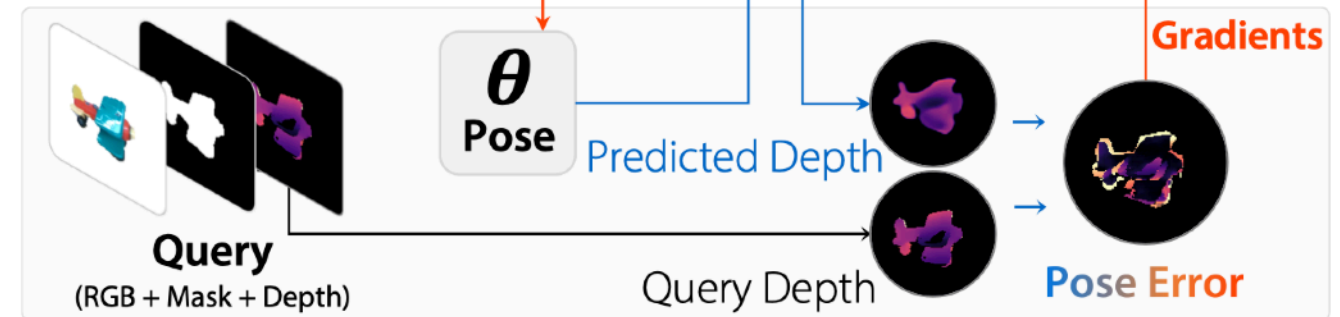 Gradients
θ
Pose
Predicted Depth
Query
(RGB + Mask + Depth)
Query Depth
Pose Error